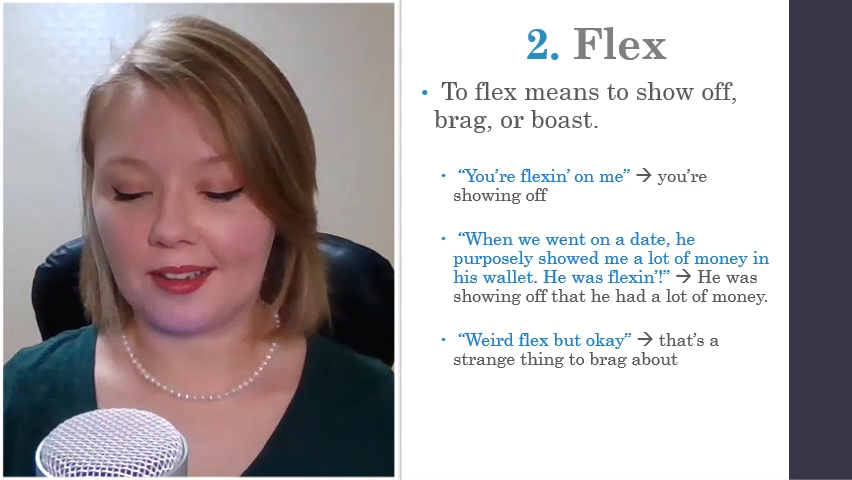 2. Flex
• To flex means to show off,
brag, or boast.
• “You’re flexin’ on me” → you’re
showing off
• “When we went on a date, he
purposely showed me a lot of money in
his wallet. He was flexin’!” → He was
showing off that he had a lot of money.
• “Weird flex but okay” → that’s a
strange thing to brag about